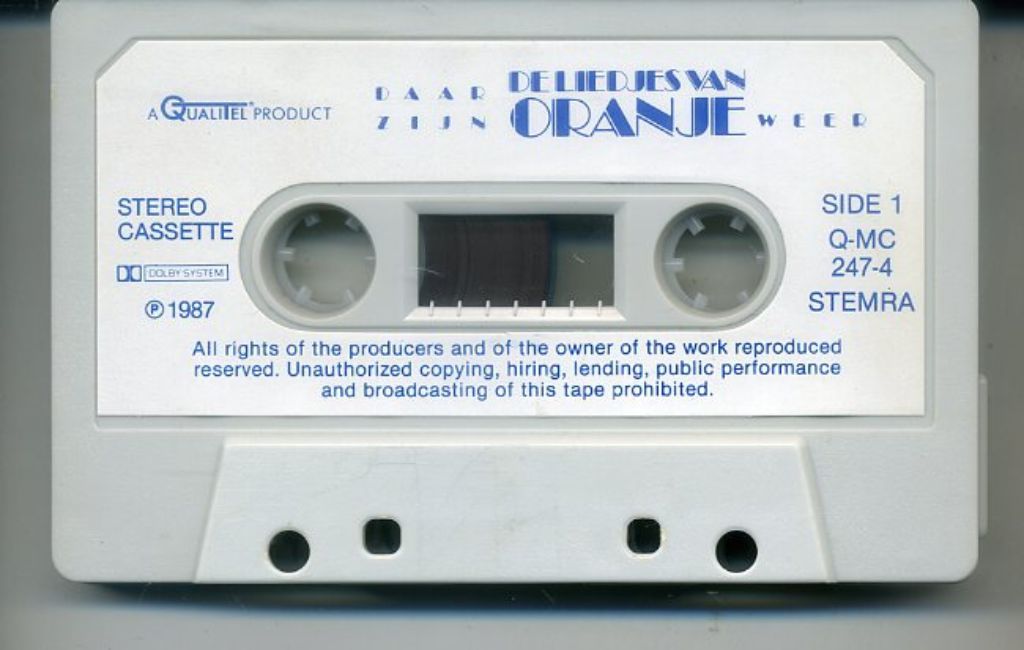 A QUALITEL PRODUCT
DAAR ZIJN
DE LIEDJES VAN
ORANJE
WEER
STEREO
CASSETTE
DOLBY SYSTEM
℗ 1987
SIDE 1
Q-MC
247-4
STEMRA
All rights of the producers and of the owner of the work reproduced
reserved. Unauthorized copying, hiring, lending, public performance
and broadcasting of this tape prohibited.